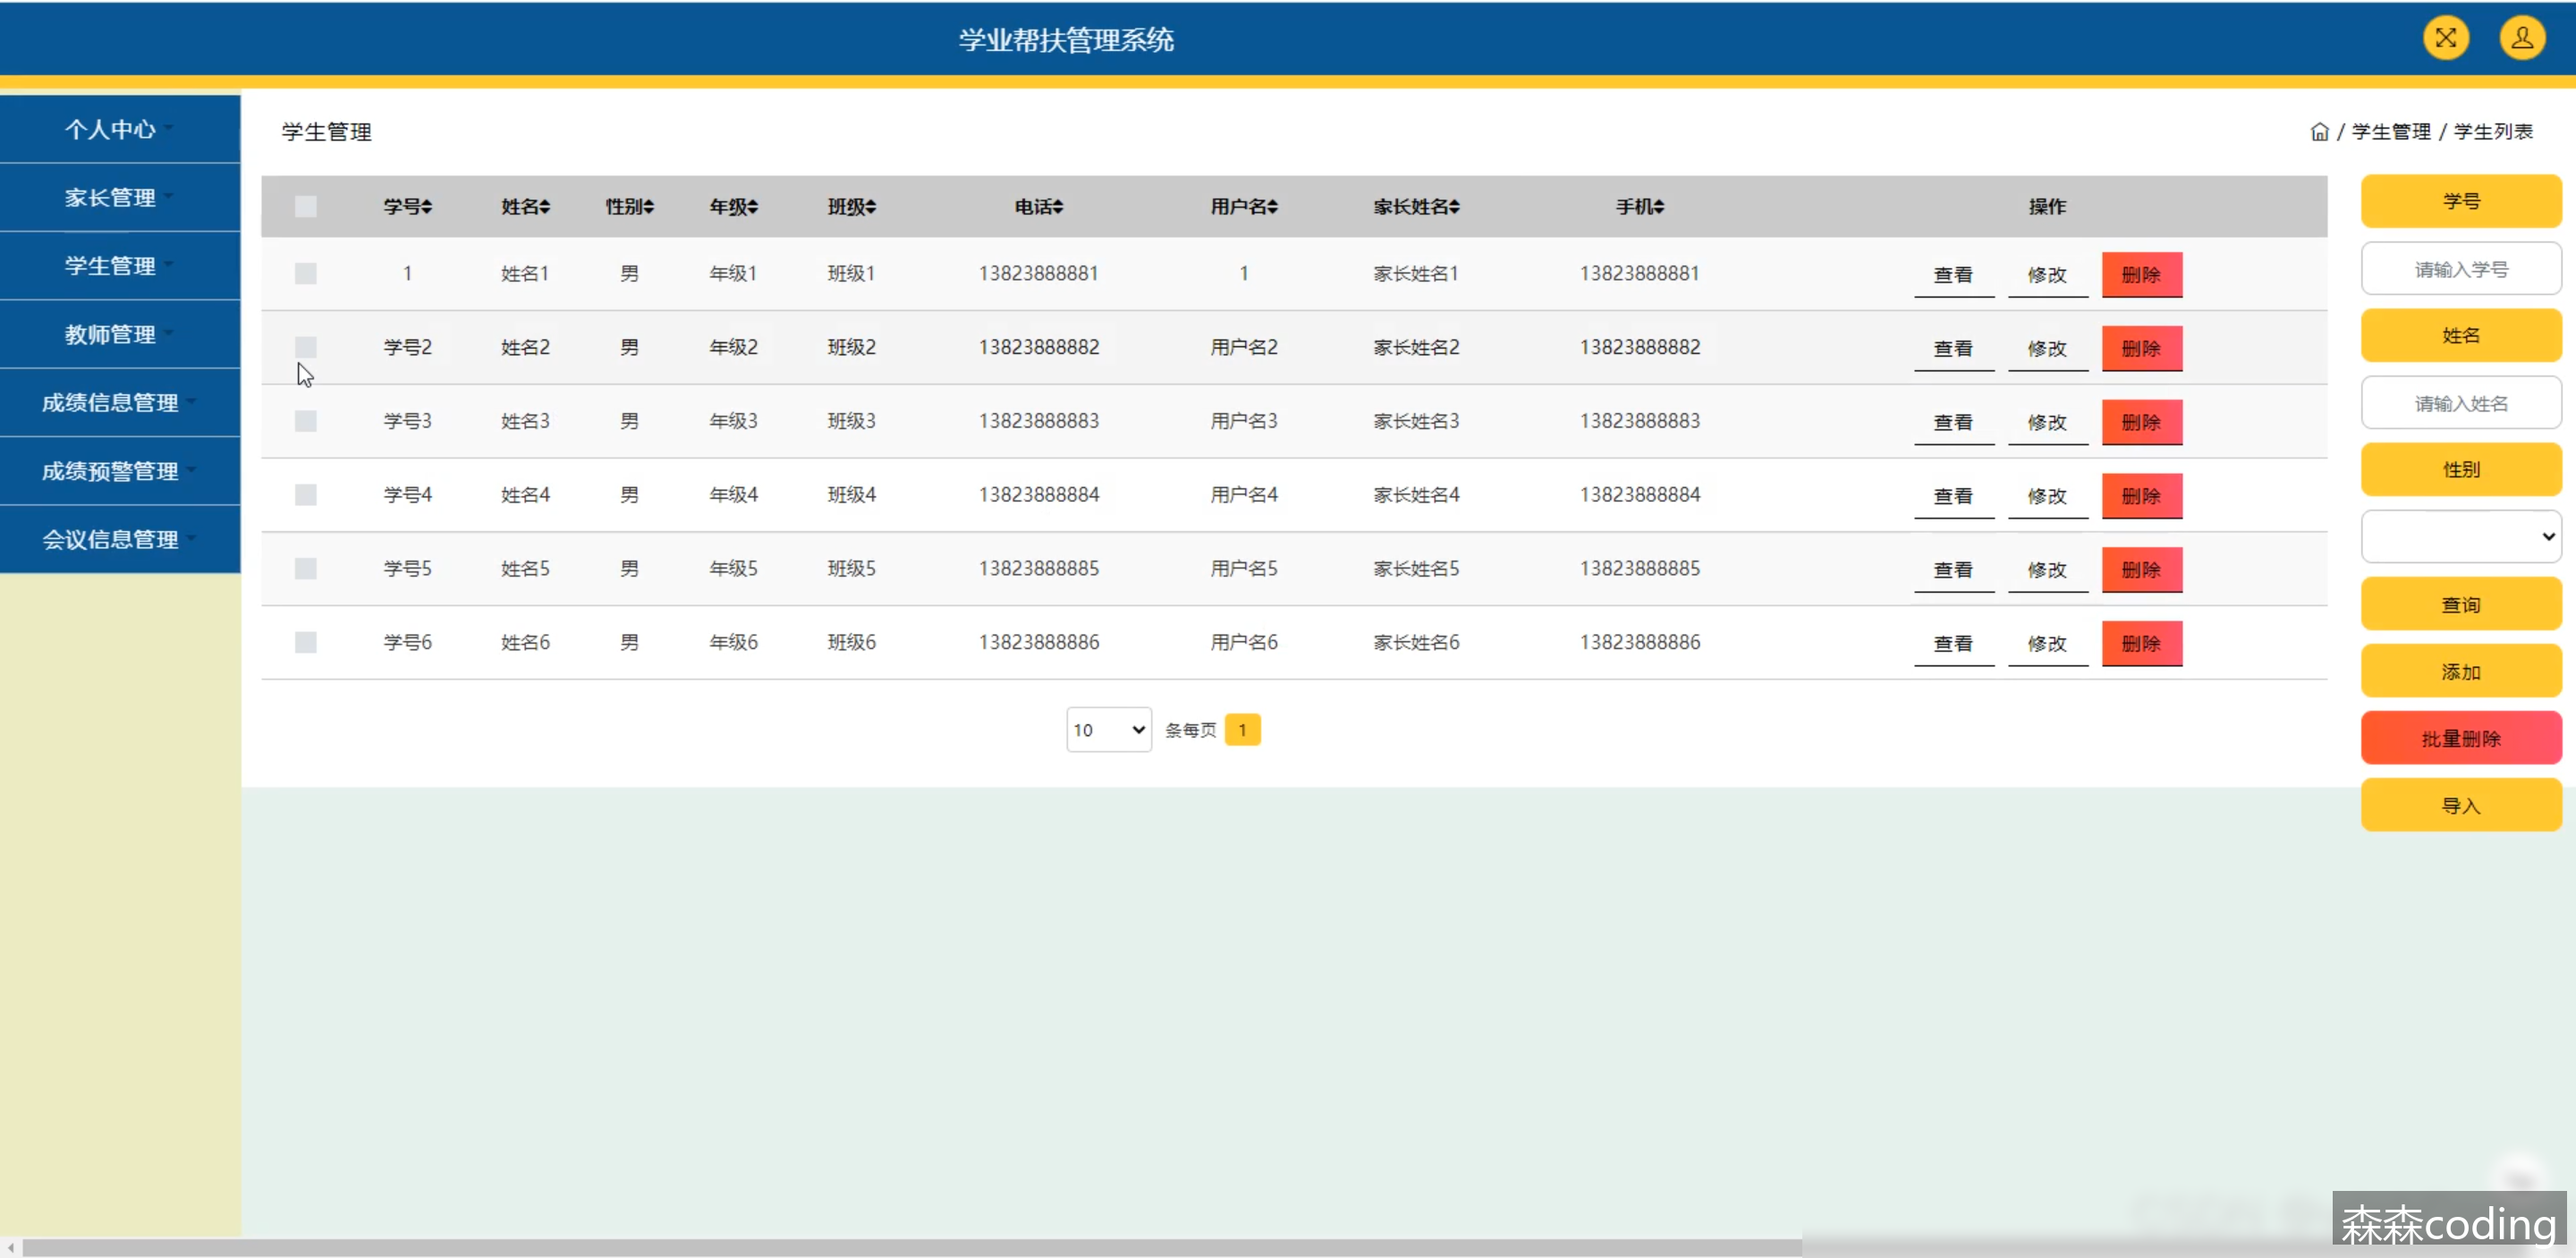 学业帮扶管理系统
个人中心
家长管理
学生管理
教师管理
成绩信息管理
成绩预警管理
会议信息管理
学生管理
/ 学生管理 / 学生列表
学号 姓名 性别 年级 班级 电话 用户名 家长姓名 手机 操作
1 姓名1 男 年级1 班级1 13823888881 1 家长姓名1 13823888881 查看 修改 删除
学号2 姓名2 男 年级2 班级2 13823888882 用户名2 家长姓名2 13823888882 查看 修改 删除
学号3 姓名3 男 年级3 班级3 13823888883 用户名3 家长姓名3 13823888883 查看 修改 删除
学号4 姓名4 男 年级4 班级4 13823888884 用户名4 家长姓名4 13823888884 查看 修改 删除
学号5 姓名5 男 年级5 班级5 13823888885 用户名5 家长姓名5 13823888885 查看 修改 删除
学号6 姓名6 男 年级6 班级6 13823888886 用户名6 家长姓名6 13823888886 查看 修改 删除
10 条每页 1
学号
请输入学号
姓名
请输入姓名
性别
查询
添加
批量删除
导入
森森coding